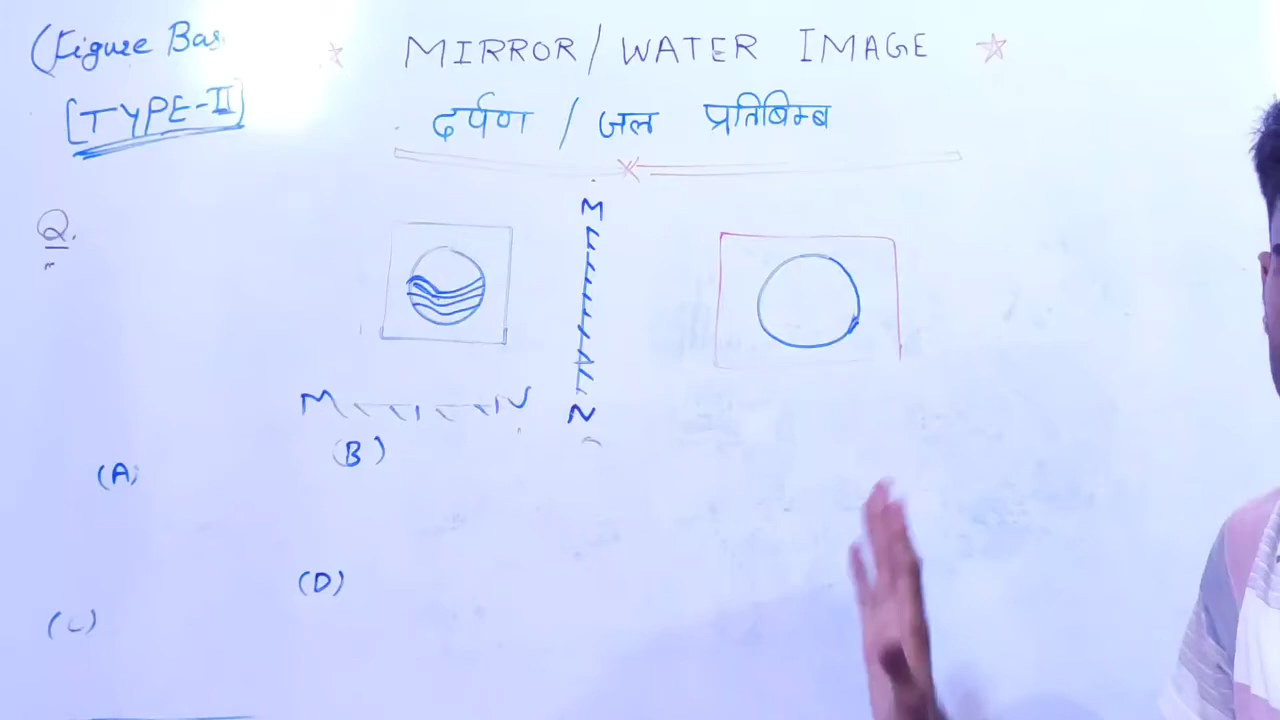 (Figure Bas
MIRROR/WATER IMAGE
[TYPE-II]
दर्पण / जल प्रतिबिम्ब
Q.
M
N
M N
(B)
(A)
(D)
(C)